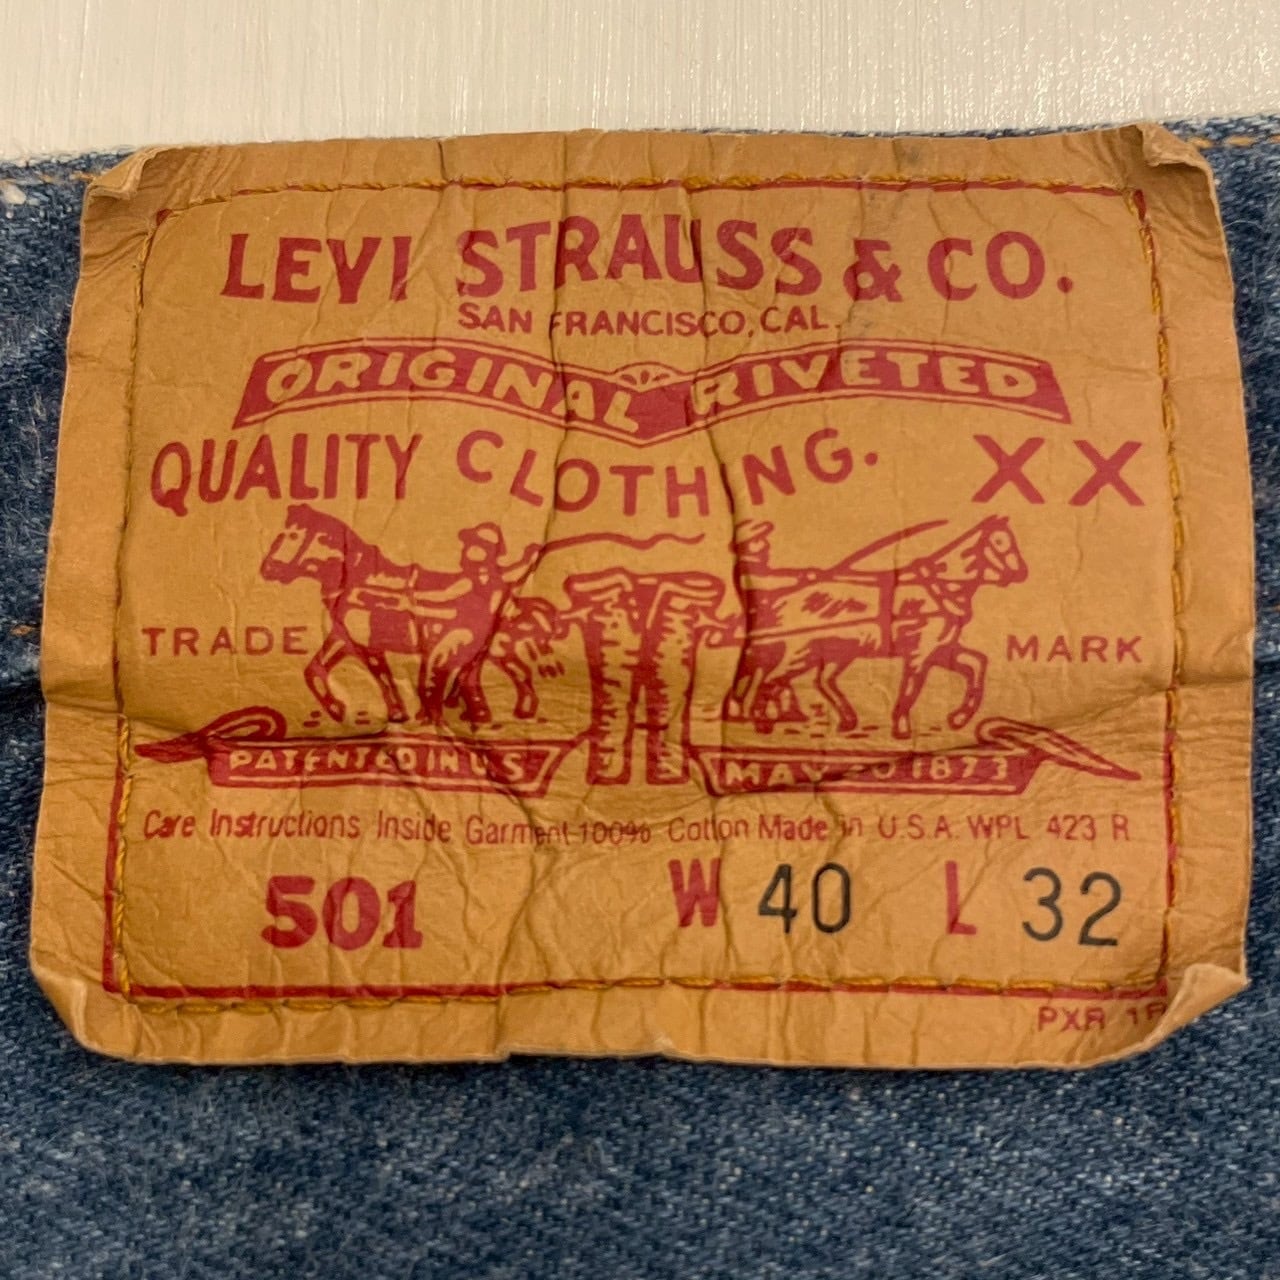 LEVI STRAUSS & CO.
SAN FRANCISCO, CAL.
ORIGINAL RIVETED
QUALITY CLOTHING. XX
TRADE MARK
PATENTED IN U S MAY 20 1873
Care Instructions Inside Garment 100% Cotton Made in U.S.A. WPL 423 R
501 W 40 L 32
PXR